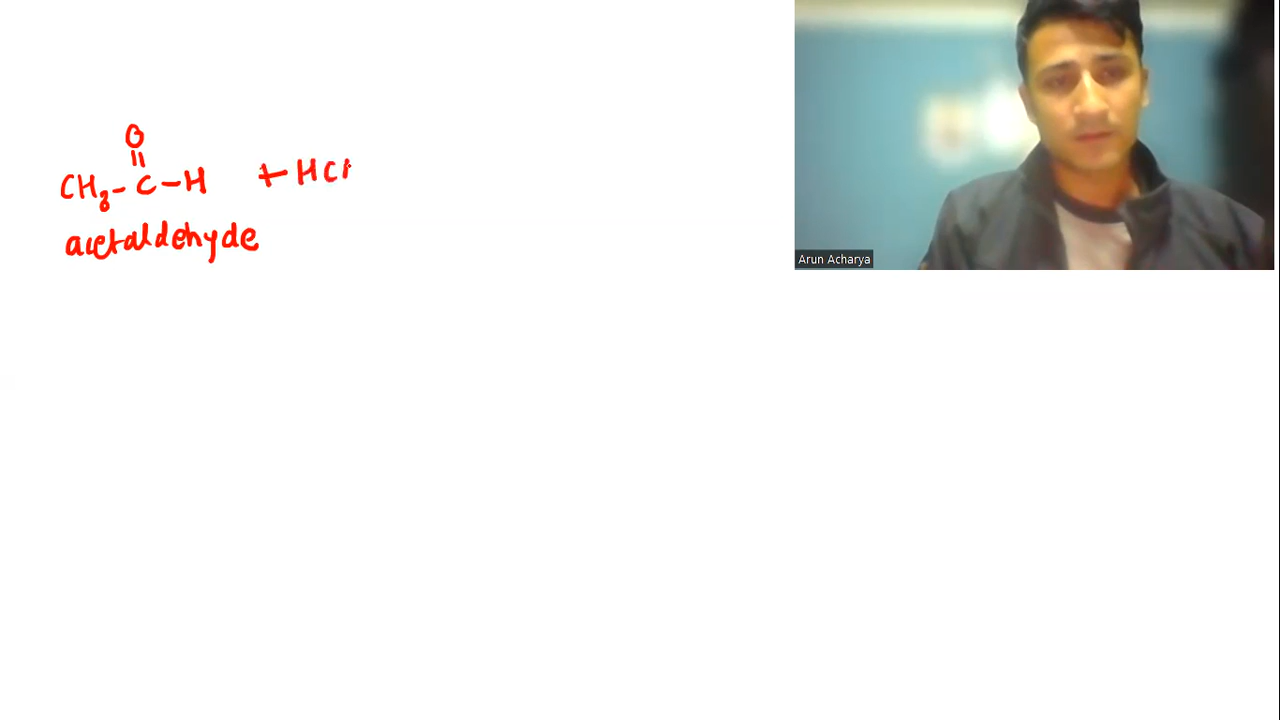 O
||
CH3-C-H +HCl
acetaldehyde
Arun Acharya